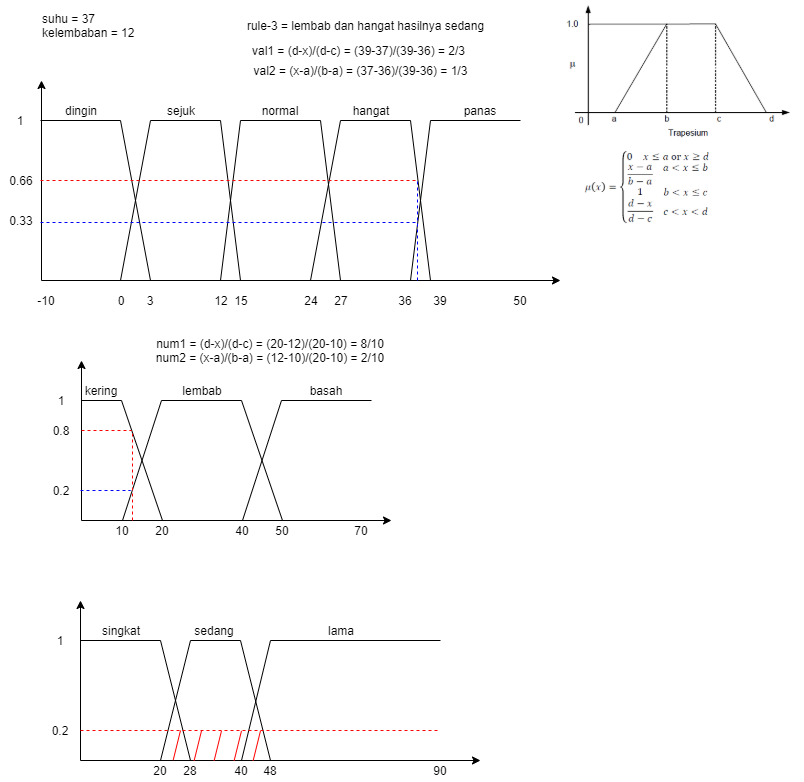 suhu = 37
kelembaban = 12
rule-3 = lembab dan hangat hasilnya sedang
val1 = (d-x)/(d-c) = (39-37)/(39-36) = 2/3
val2 = (x-a)/(b-a) = (37-36)/(39-36) = 1/3
dingin sejuk normal hangat panas
1
0.66
0.33
-10 0 3 12 15 24 27 36 39 50
1.0
μ
0 a b c d
Trapesium
μ(x) = {0 x ≤ a or x ≥ d
x − a a < x ≤ b
b − a
1 b < x ≤ c
d − x c < x < d
d − c
num1 = (d-x)/(d-c) = (20-12)/(20-10) = 8/10
num2 = (x-a)/(b-a) = (12-10)/(20-10) = 2/10
kering lembab basah
1
0.8
0.2
10 20 40 50 70
singkat sedang lama
1
0.2
20 28 40 48 90